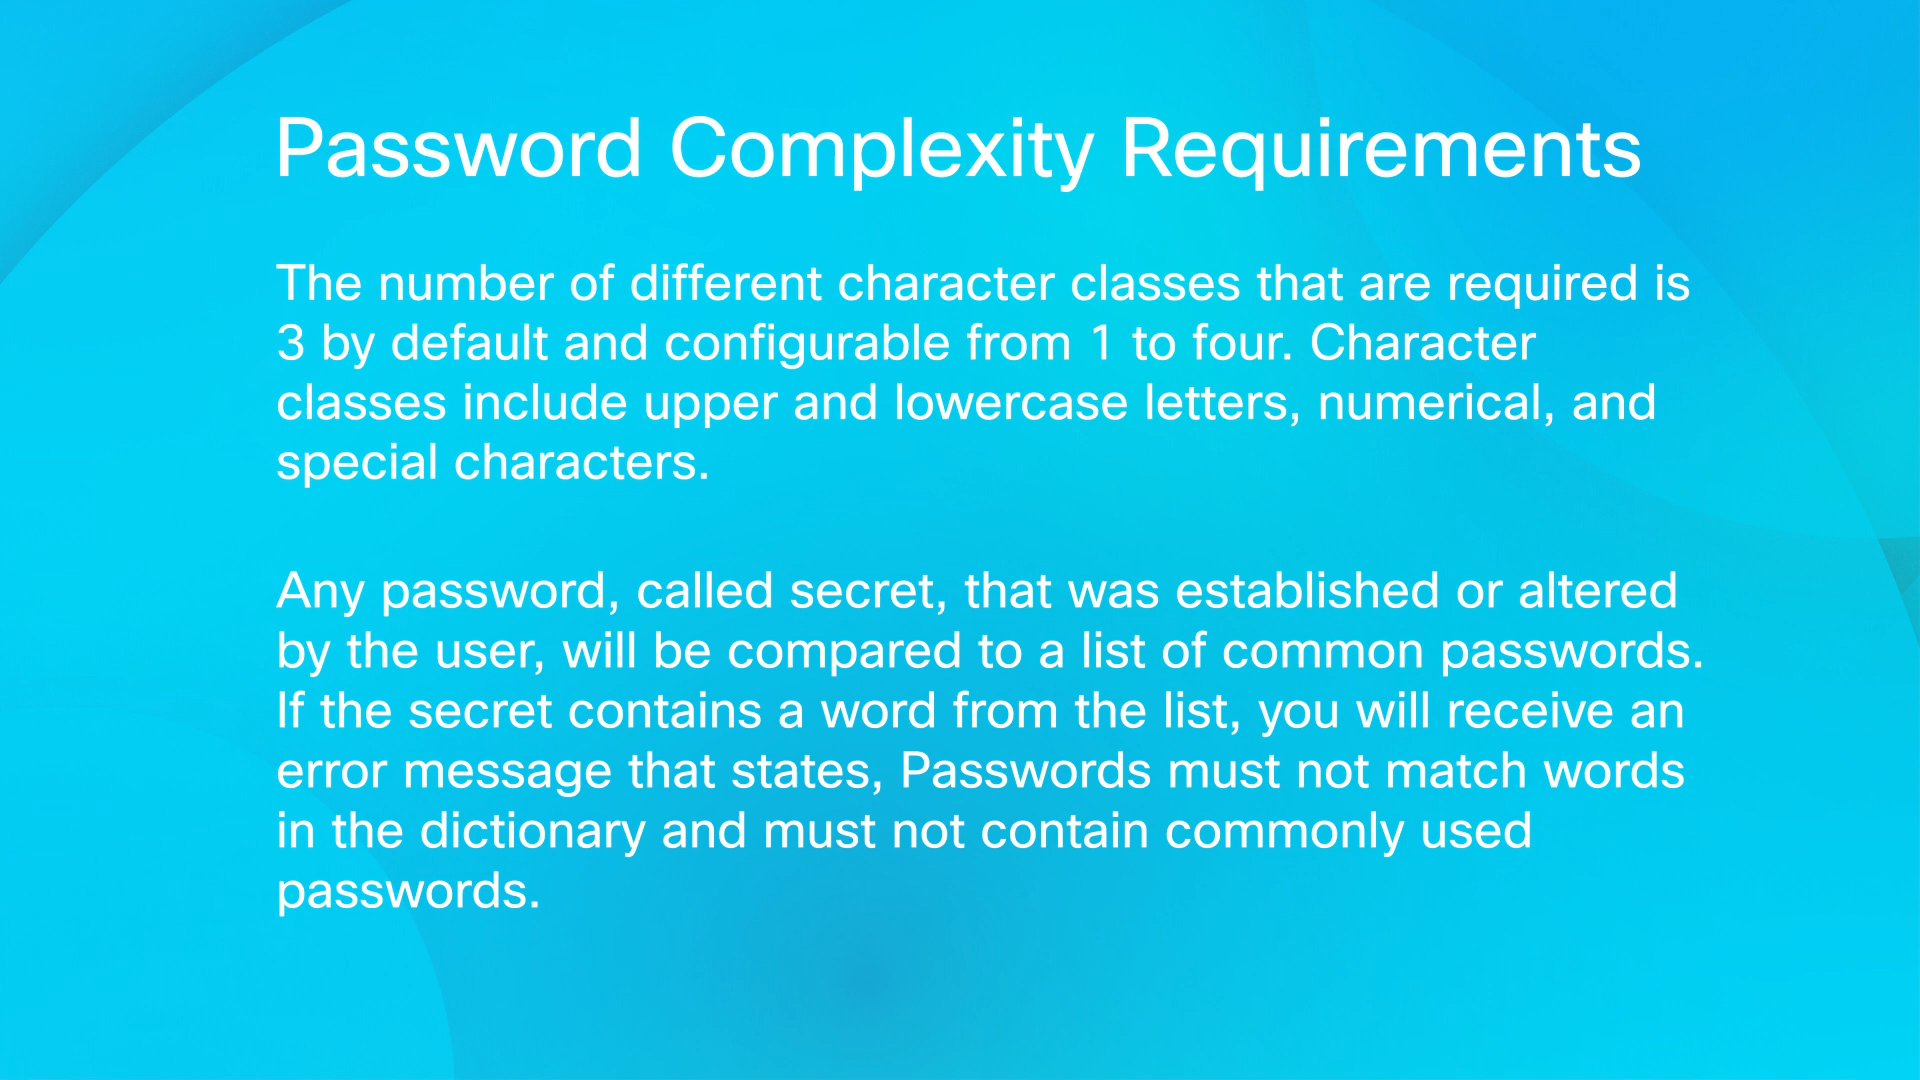 Password Complexity Requirements
The number of different character classes that are required is
3 by default and configurable from 1 to four. Character
classes include upper and lowercase letters, numerical, and
special characters.
Any password, called secret, that was established or altered
by the user, will be compared to a list of common passwords.
If the secret contains a word from the list, you will receive an
error message that states, Passwords must not match words
in the dictionary and must not contain commonly used
passwords.